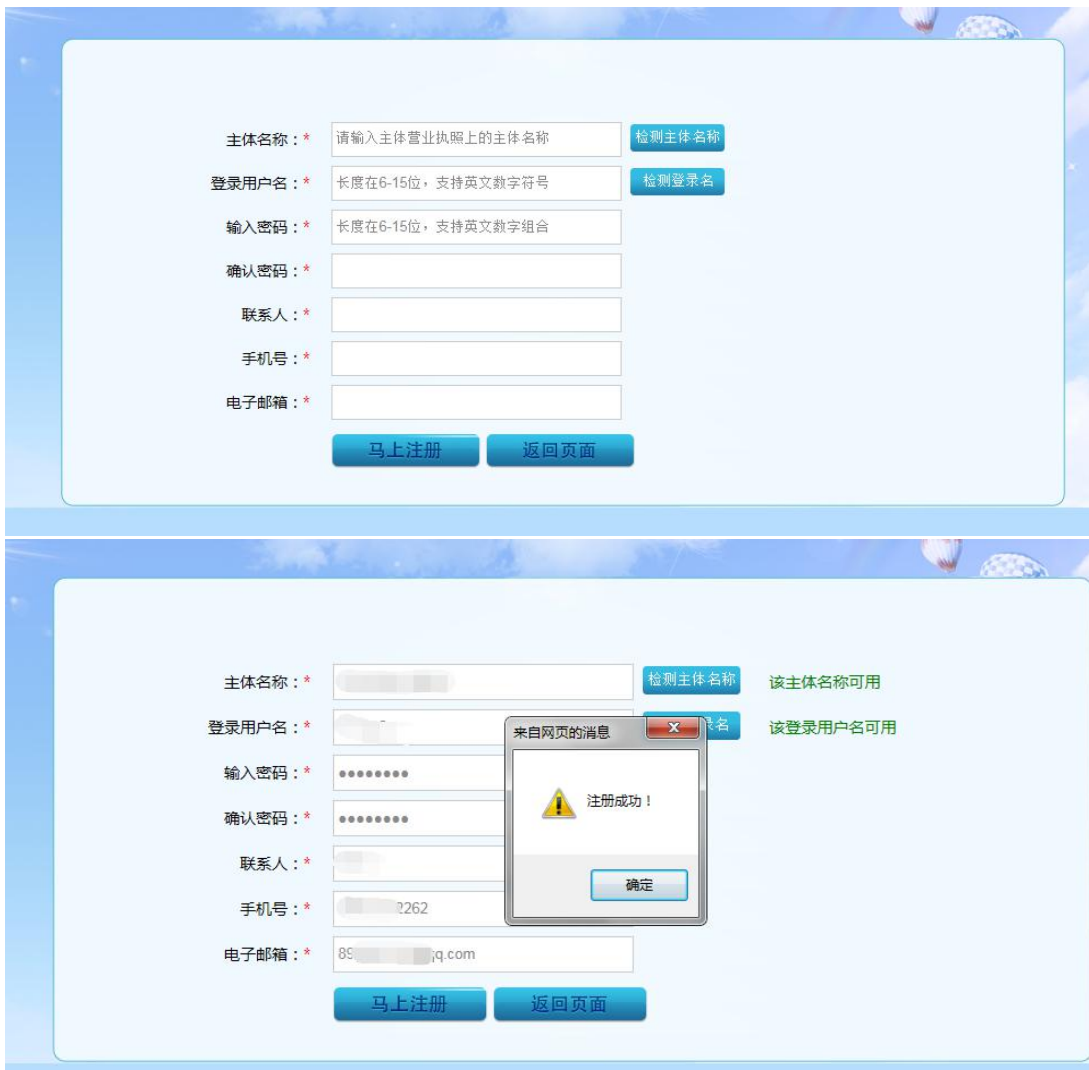 主体名称：* 请输入主体营业执照上的主体名称 检测主体名称
登录用户名：* 长度在6-15位，支持英文数字符号 检测登录名
输入密码：* 长度在6-15位，支持英文数字组合
确认密码：*
联系人：*
手机号：*
电子邮箱：*
马上注册 返回页面
主体名称：* 检测主体名称 该主体名称可用
登录用户名：* 录名 该登录用户名可用
来自网页的消息
输入密码：* ●●●●●●●●
注册成功！
确认密码：* ●●●●●●●●
联系人：*
确定
手机号：* 2262
电子邮箱：* 89 q.com
马上注册 返回页面